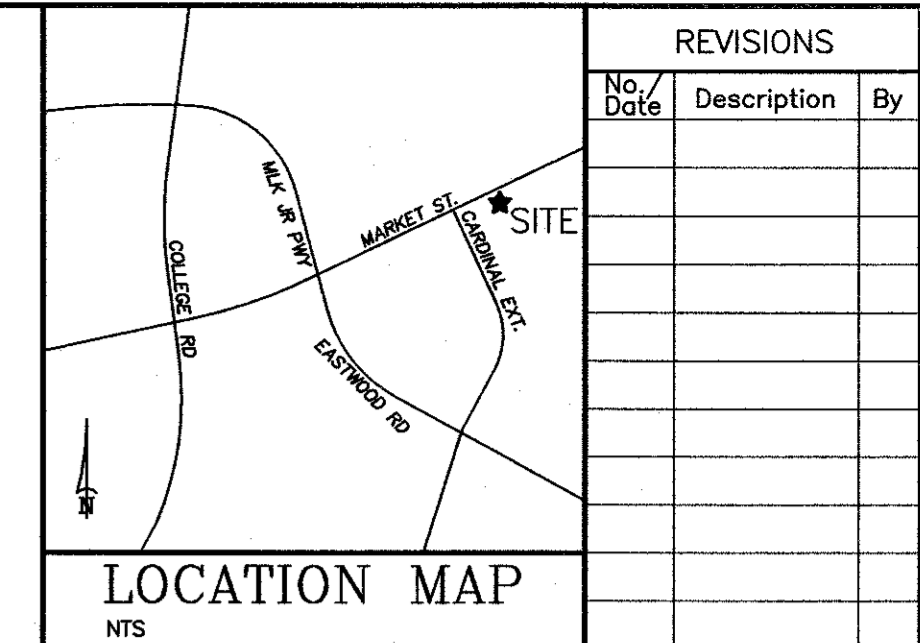 REVISIONS
No./
Date
Description
By
MLK JR PWY
MARKET ST.
SITE
CARDINAL EXT.
COLLEGE RD
EASTWOOD RD
N
LOCATION MAP
NTS